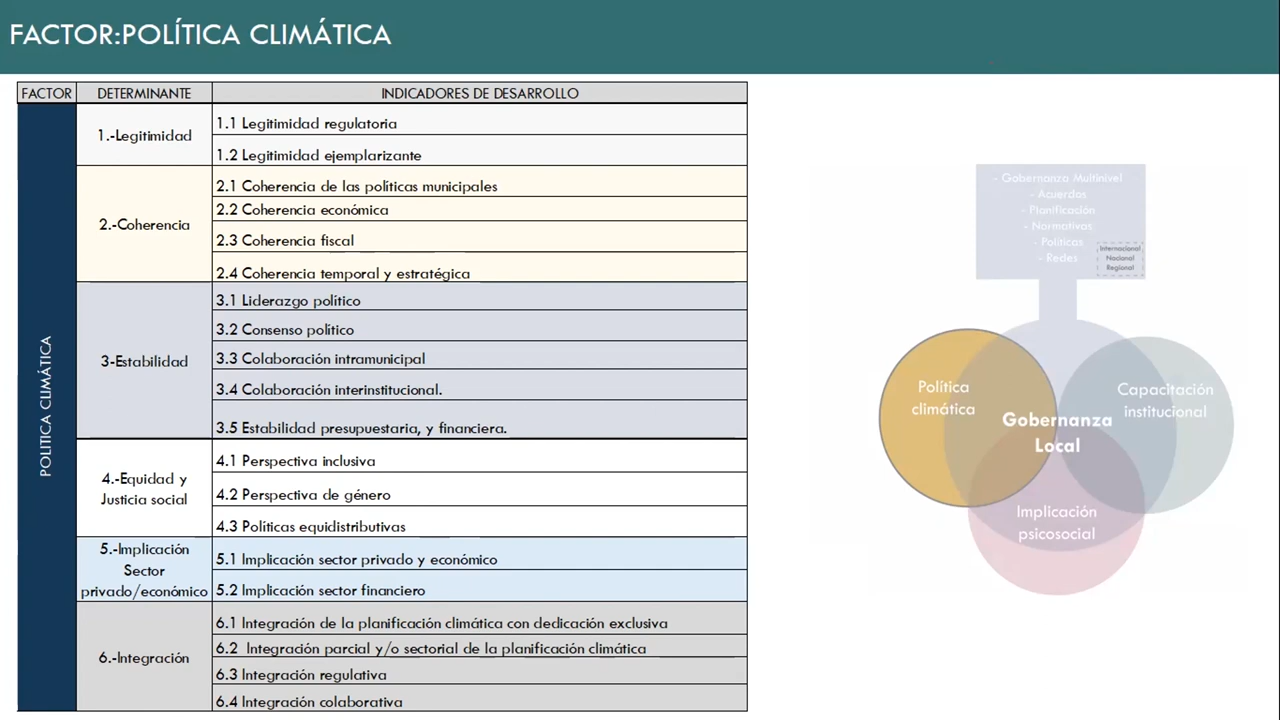 FACTOR:POLÍTICA CLIMÁTICA
FACTOR DETERMINANTE INDICADORES DE DESARROLLO
POLITICA CLIMÁTICA
1.-Legitimidad
1.1 Legitimidad regulatoria
1.2 Legitimidad ejemplarizante
2.-Coherencia
2.1 Coherencia de las políticas municipales
2.2 Coherencia económica
2.3 Coherencia fiscal
2.4 Coherencia temporal y estratégica
3-Estabilidad
3.1 Liderazgo político
3.2 Consenso político
3.3 Colaboración intramunicipal
3.4 Colaboración interinstitucional.
3.5 Estabilidad presupuestaria, y financiera.
4.-Equidad y
Justicia social
4.1 Perspectiva inclusiva
4.2 Perspectiva de género
4.3 Políticas equidistributivas
5.-Implicación
Sector
privado/económico
5.1 Implicación sector privado y económico
5.2 Implicación sector financiero
6.-Integración
6.1 Integración de la planificación climática con dedicación exclusiva
6.2 Integración parcial y/o sectorial de la planificación climática
6.3 Integración regulativa
6.4 Integración colaborativa
- Gobernanza Multinivel
- Acuerdos
- Planificación
- Normativas
- Políticas
- Redes
Internacional
Nacional
Regional
Política
climática
Capacitación
institucional
Gobernanza
Local
Implicación
psicosocial